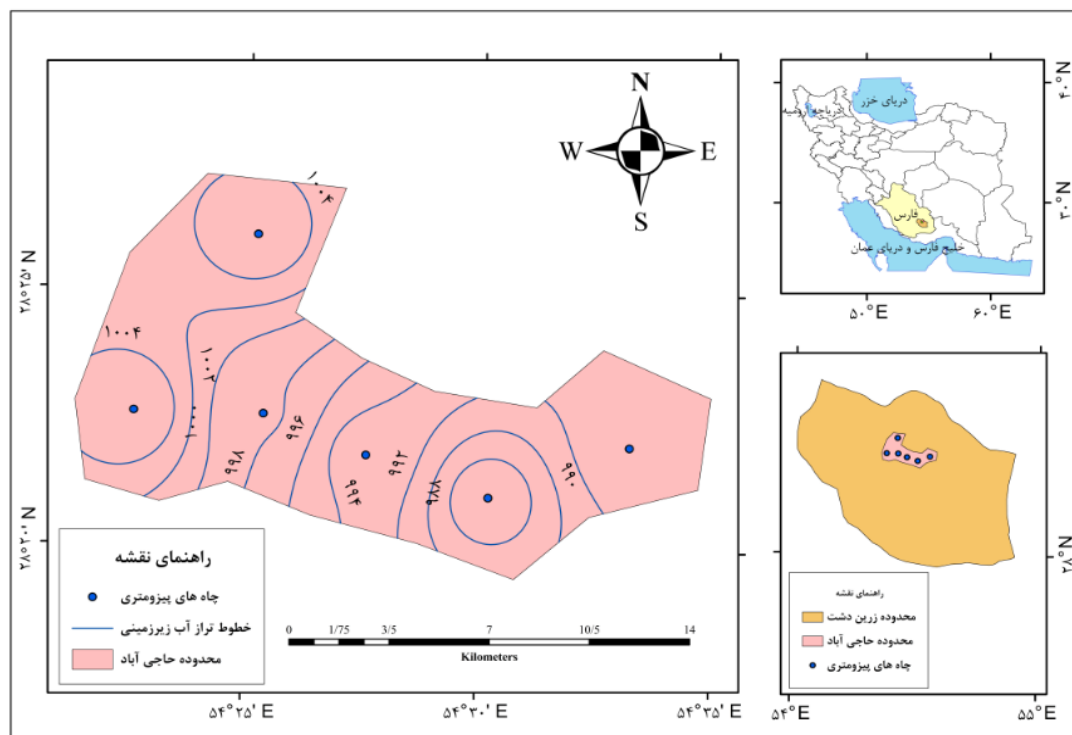 N
W
E
S
۱۰۰۴
۱۰۰۴
۱۰۰۲
۱۰۰۰
۹۹۸
۹۹۶
۹۹۴
۹۹۲
۹۸۸
۹۹۰
۲۸°۲۵' N
۲۸°۲۰' N
۵۴°۲۵' E
۵۴°۳۰' E
۵۴°۳۵' E
راهنمای نقشه
چاه های پیزومتری
خطوط تراز آب زیرزمینی
محدوده حاجی آباد
0 1/75 3/5 7 10/5 14
Kilometers
دریای خزر
دریاچه ارومیه
فارس
خلیج فارس و دریای عمان
۴۰°N
۳۰°N
۵۰°E
۶۰°E
راهنمای نقشه
محدوده زرین دشت
محدوده حاجی آباد
چاه های پیزومتری
۲۸°N
۵۴°E
۵۵°E